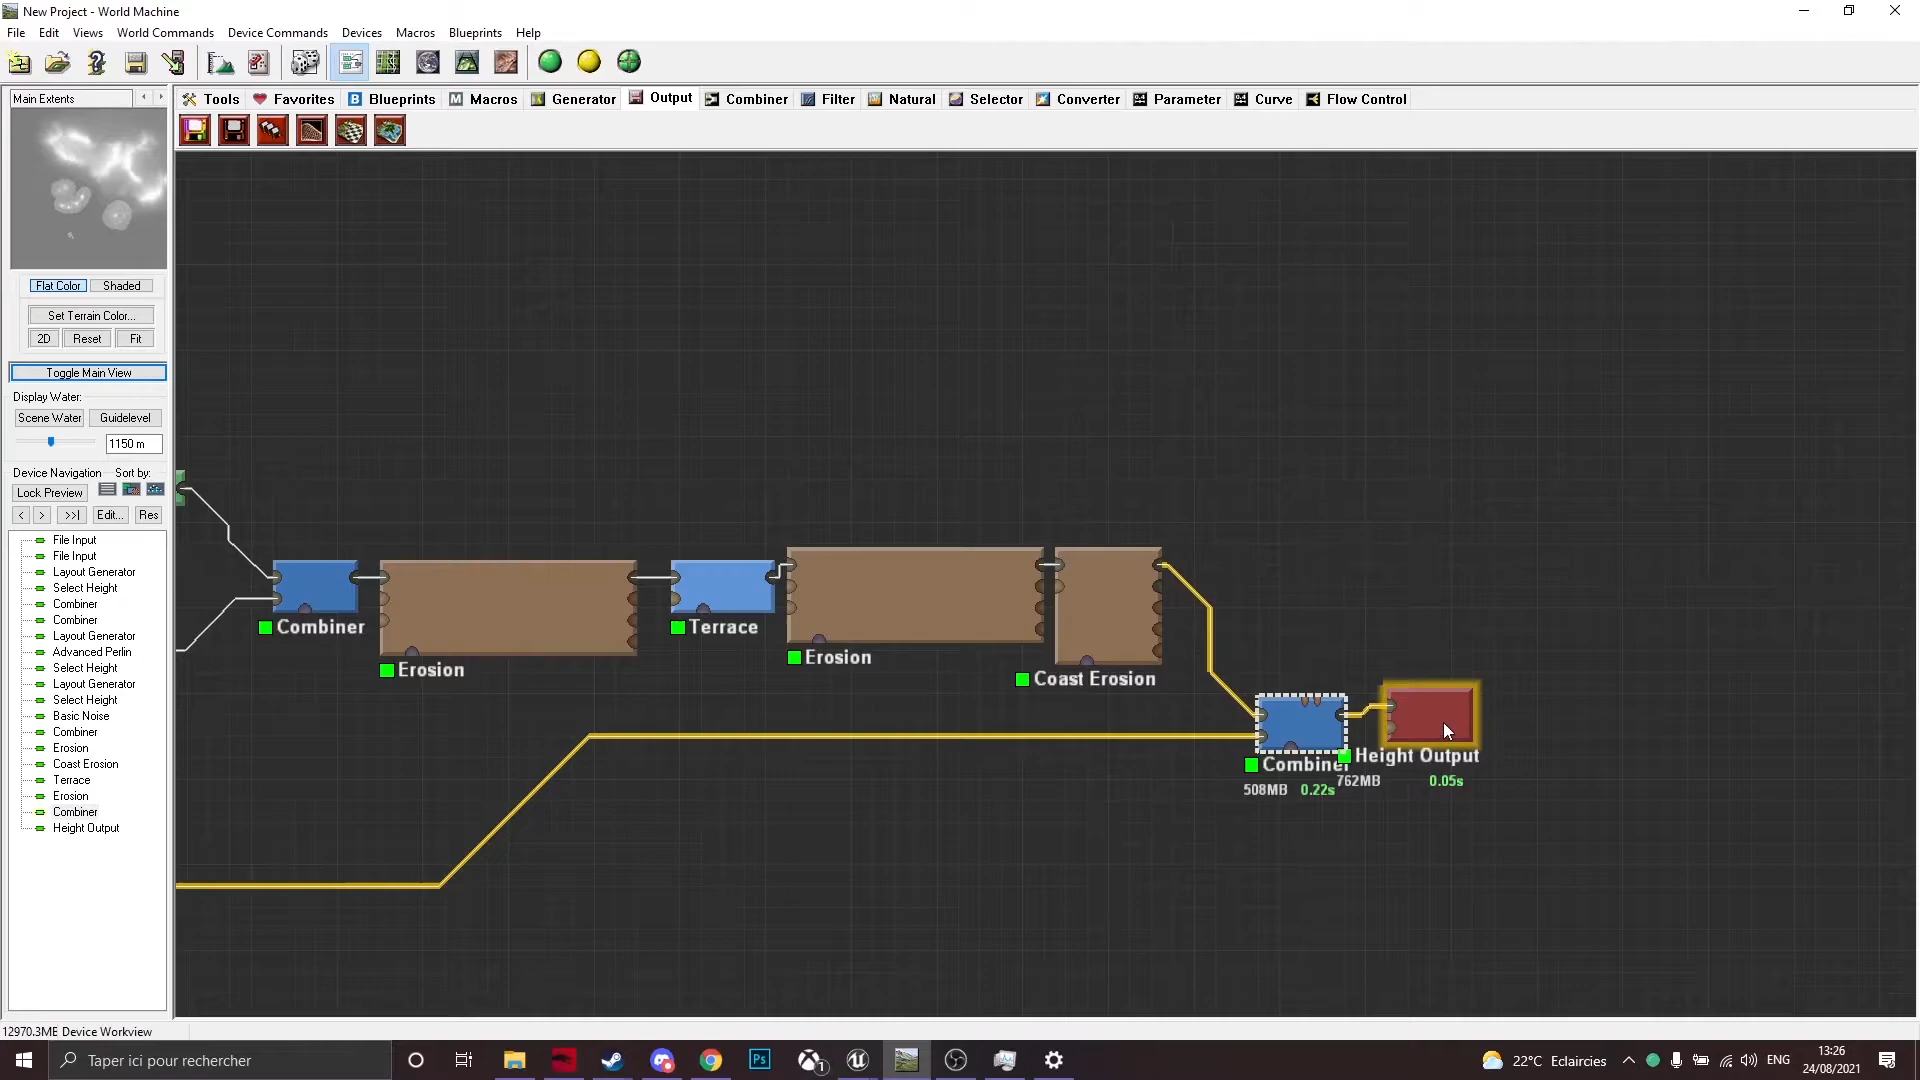 New Project - World Machine
File Edit Views World Commands Device Commands Devices Macros Blueprints Help
Main Extents
Tools Favorites Blueprints Macros Generator Output Combiner Filter Natural Selector Converter Parameter Curve Flow Control
Flat Color Shaded
Set Terrain Color...
2D Reset Fit
Toggle Main View
Display Water:
Scene Water Guidelevel
1150 m
Device Navigation Sort by:
Lock Preview
< > >>| Edit... Res
File Input
File Input
Layout Generator
Select Height
Combiner
Combiner
Layout Generator
Advanced Perlin
Select Height
Layout Generator
Select Height
Basic Noise
Combiner
Erosion
Coast Erosion
Terrace
Erosion
Combiner
Height Output
Combiner
Erosion
Terrace
Erosion
Coast Erosion
Combiner
508MB 0.22s
Height Output
762MB 0.05s
12970.3ME Device Workview
Taper ici pour rechercher
Ps
1
22°C Eclaircies
ENG
13:26
24/08/2021